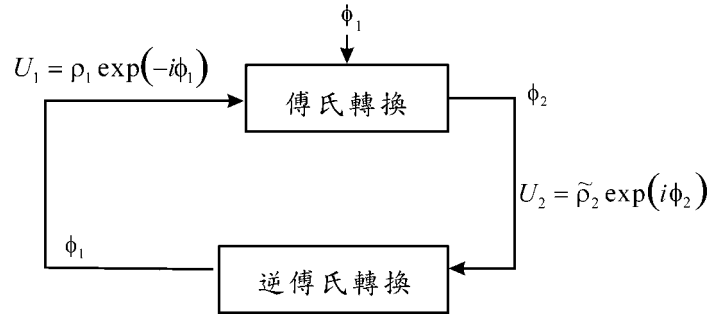 ϕ₁
U₁ = ρ₁ exp(−iϕ₁)
傅氏轉換
ϕ₂
U₂ = ρ̃₂ exp(iϕ₂)
ϕ₁
逆傅氏轉換